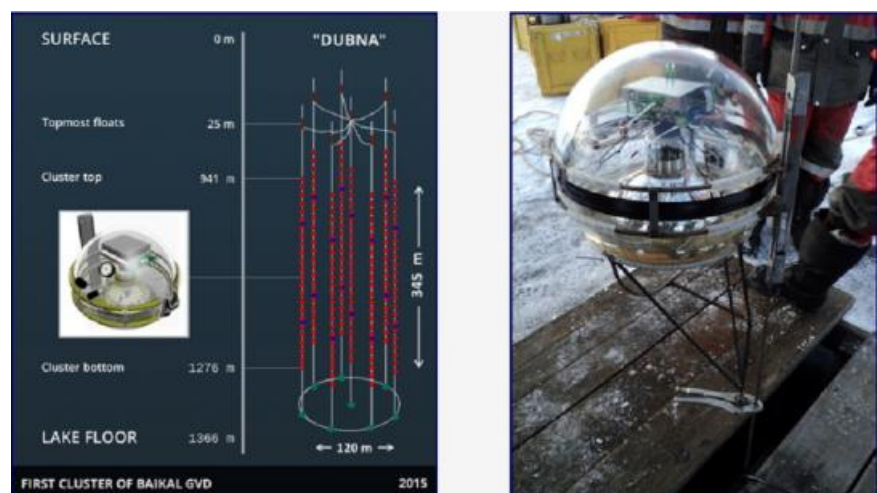 SURFACE 0 m "DUBNA"
Topmost floats 25 m
Cluster top 941 m
345 m
Cluster bottom 1276 m
LAKE FLOOR 1366 m
120 m
FIRST CLUSTER OF BAIKAL GVD 2015